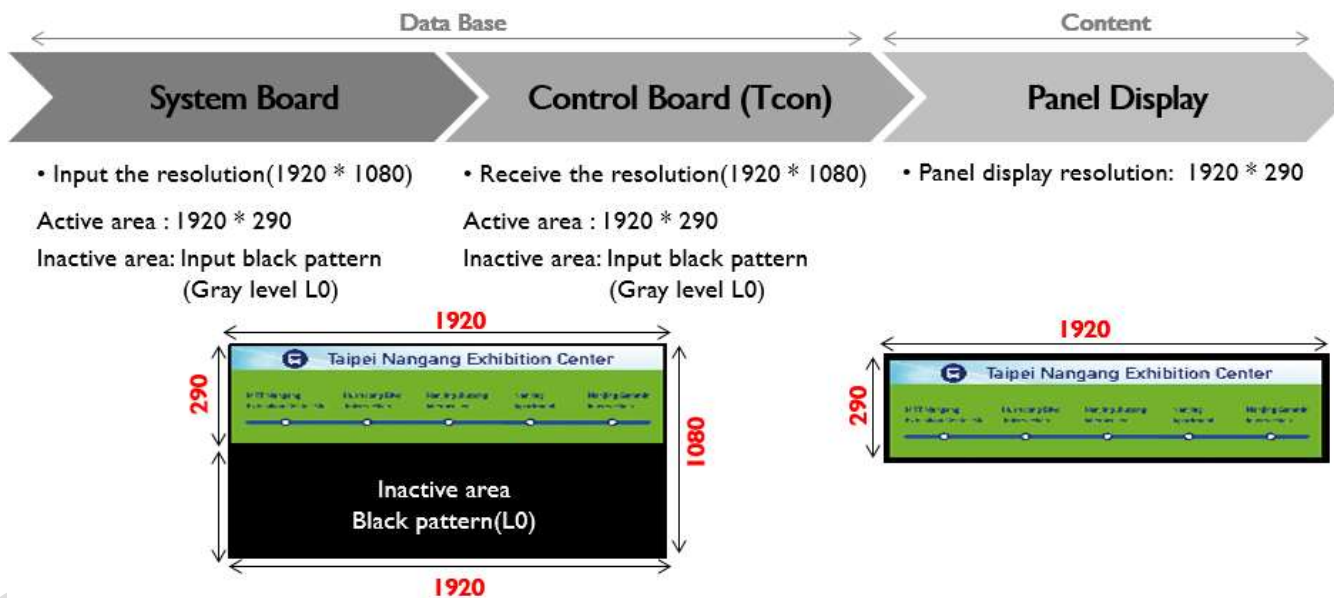 Data Base
Content
System Board
Control Board (Tcon)
Panel Display
• Input the resolution(1920 * 1080)
Active area : 1920 * 290
Inactive area: Input black pattern
(Gray level L0)
• Receive the resolution(1920 * 1080)
Active area : 1920 * 290
Inactive area: Input black pattern
(Gray level L0)
• Panel display resolution: 1920 * 290
1920
290
Taipei Nangang Exhibition Center
1080
Inactive area
Black pattern(L0)
1920
1920
290
Taipei Nangang Exhibition Center